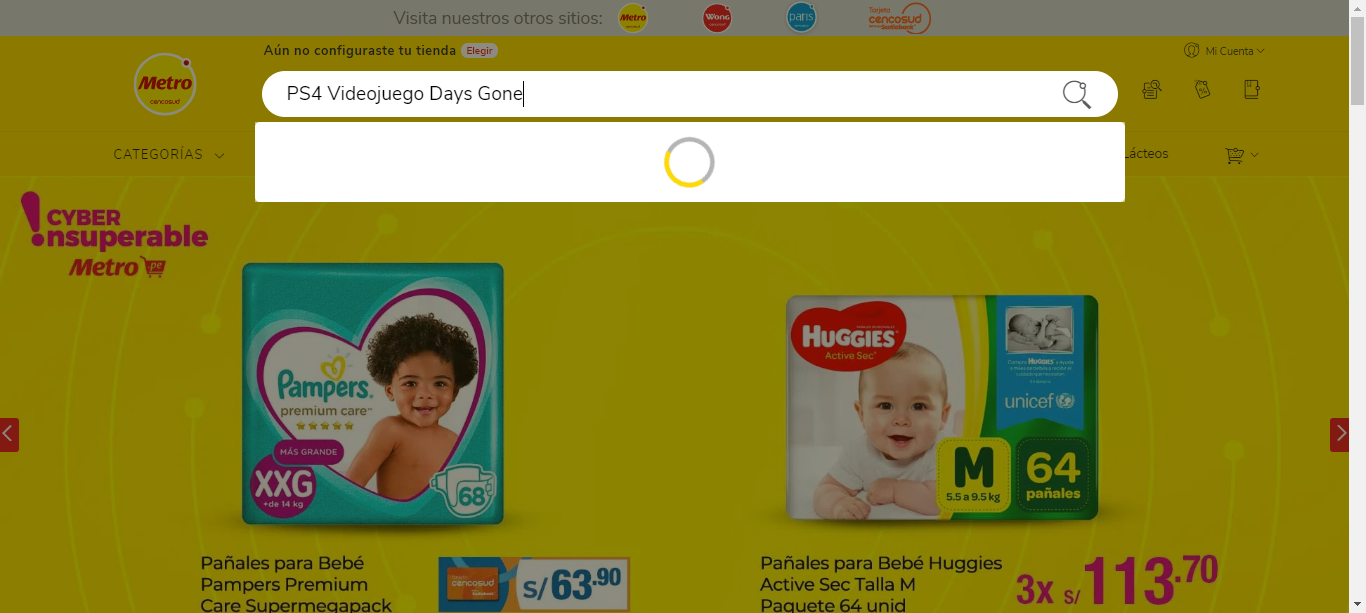 Visita nuestros otros sitios:
Metro
Wong
paris
Tarjeta
cencosud
scotiabank
Aún no configuraste tu tienda Elegir
Mi Cuenta
Metro
cencosud
PS4 Videojuego Days Gone
CATEGORÍAS
Lácteos
CYBER
nsuperable
Metro .pe
Pampers.
premium care™
MÁS GRANDE
XXG
+de 14 kg
68
HUGGIES
Active Sec
unicef
M
5.5 a 9.5 kg
64
pañales
Pañales para Bebé
Pampers Premium
Care Supermegapack
cencosud
S/63.90
Pañales para Bebé Huggies
Active Sec Talla M
Paquete 64 unid
3x S/113.70